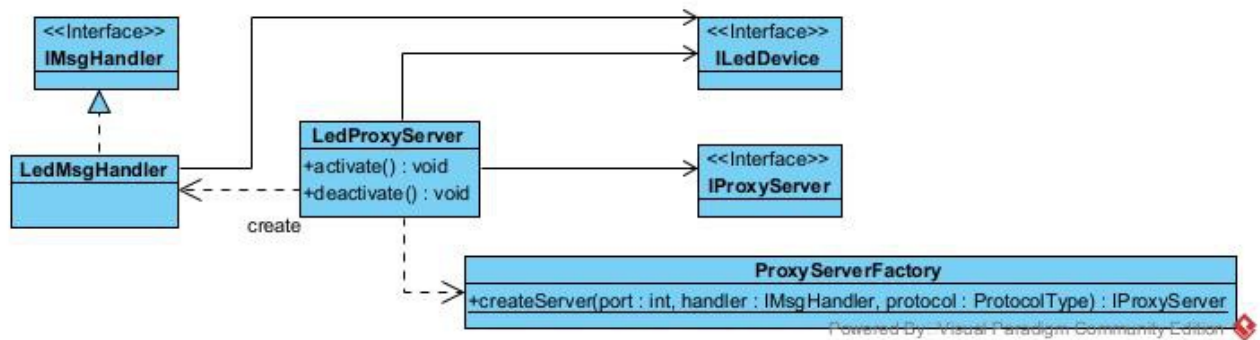 <<Interface>>
IMsgHandler
<<Interface>>
ILedDevice
LedProxyServer
+activate() : void
+deactivate() : void
<<Interface>>
IProxyServer
LedMsgHandler
create
ProxyServerFactory
+createServer(port : int, handler : IMsgHandler, protocol : ProtocolType) : IProxyServer
Powered By: Visual Paradigm Community Edition